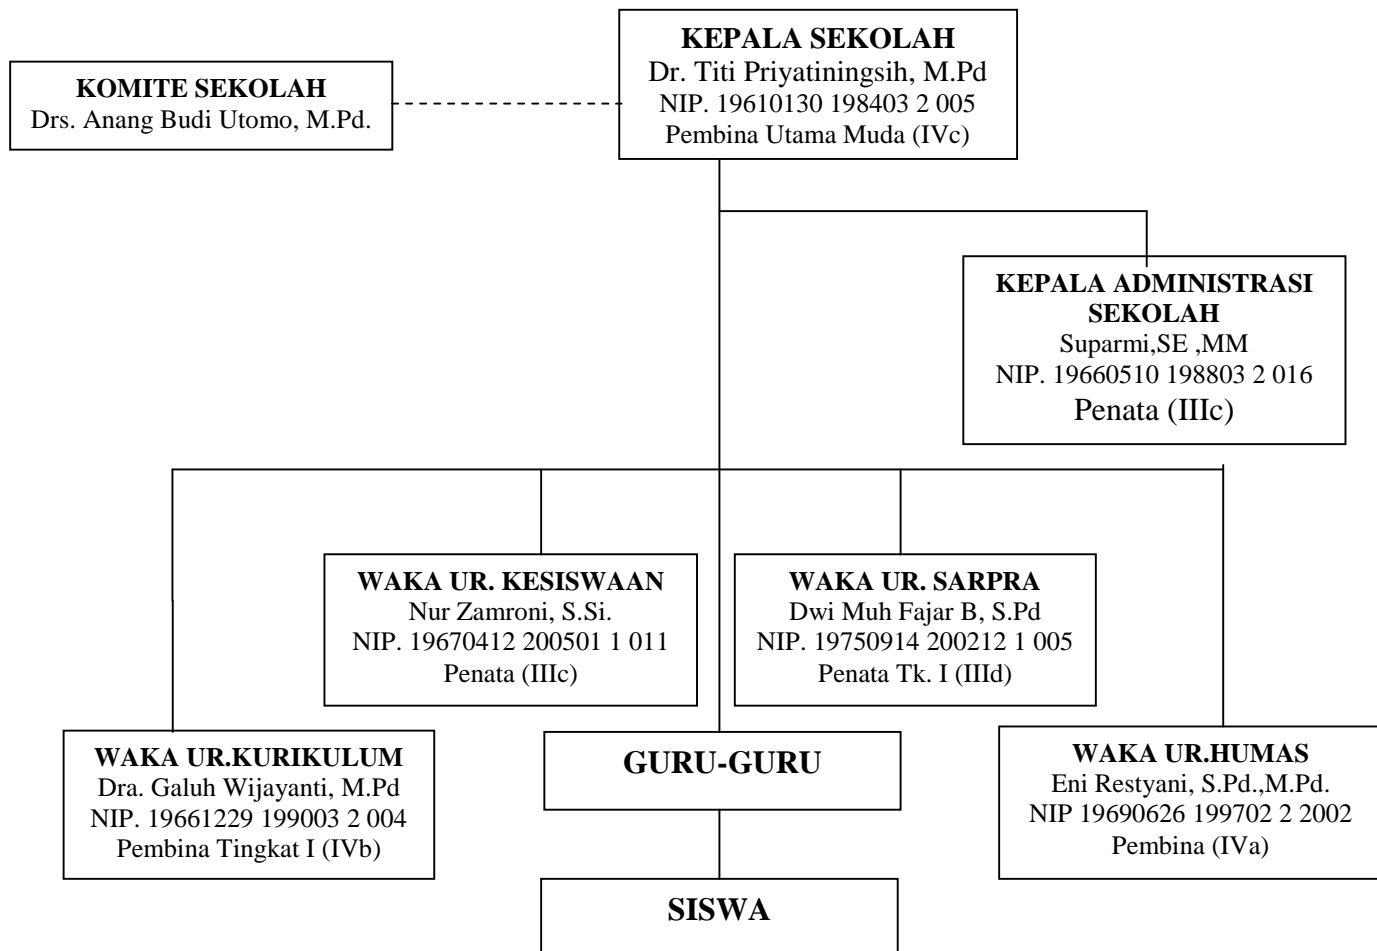 KEPALA SEKOLAH
Dr. Titi Priyatiningsih, M.Pd
NIP. 19610130 198403 2 005
Pembina Utama Muda (IVc)
KOMITE SEKOLAH
Drs. Anang Budi Utomo, M.Pd.
KEPALA ADMINISTRASI
SEKOLAH
Suparmi,SE ,MM
NIP. 19660510 198803 2 016
Penata (IIIc)
WAKA UR. KESISWAAN
Nur Zamroni, S.Si.
NIP. 19670412 200501 1 011
Penata (IIIc)
WAKA UR. SARPRA
Dwi Muh Fajar B, S.Pd
NIP. 19750914 200212 1 005
Penata Tk. I (IIId)
WAKA UR.KURIKULUM
Dra. Galuh Wijayanti, M.Pd
NIP. 19661229 199003 2 004
Pembina Tingkat I (IVb)
GURU-GURU
WAKA UR.HUMAS
Eni Restyani, S.Pd.,M.Pd.
NIP 19690626 199702 2 2002
Pembina (IVa)
SISWA